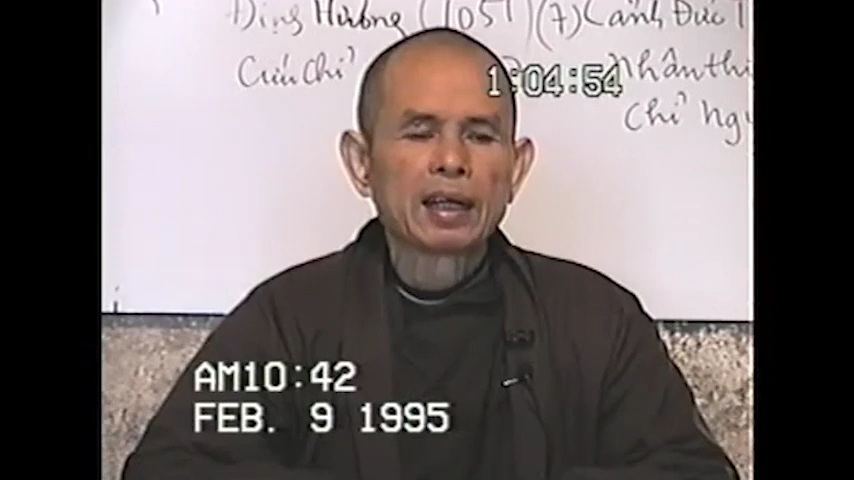 Định Hương (1051) (7) Cảnh Đức T
Cứu Chỉ
1:04:54
Nhân thi
chỉ ngu
AM10:42
FEB. 9 1995